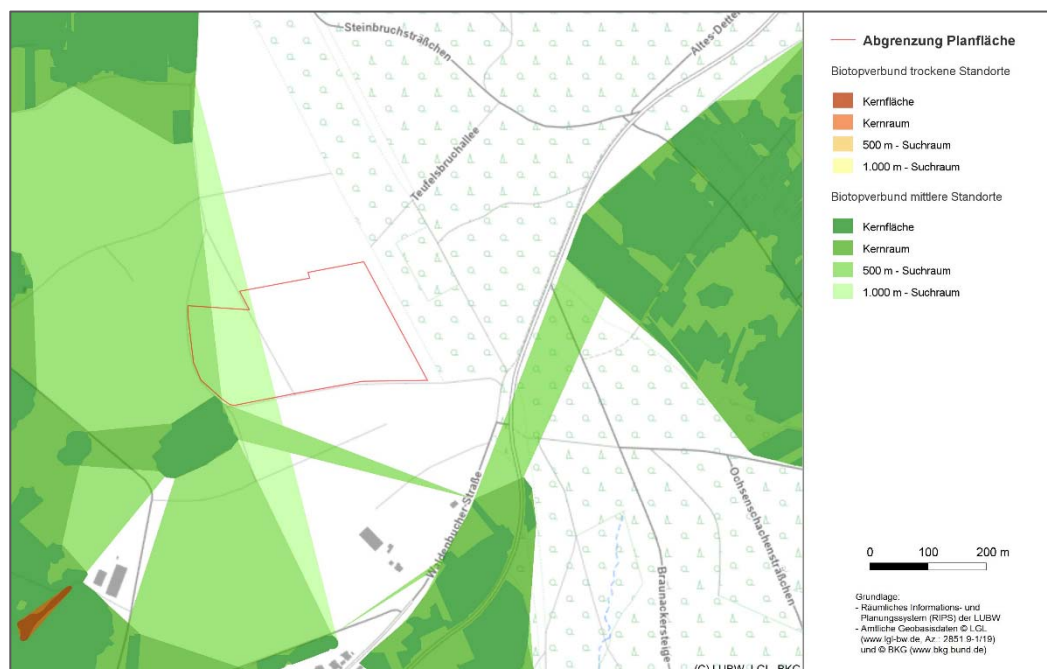 Steinbruchsträßchen
Altes-Dettel
Teufelsbruchallee
Waldenbucher Straße
Ochsenschachensträßchen
Braunackersteige
(C) LUBW, LGL, BKG
Abgrenzung Planfläche
Biotopverbund trockene Standorte
Kernfläche
Kernraum
500 m - Suchraum
1.000 m - Suchraum
Biotopverbund mittlere Standorte
Kernfläche
Kernraum
500 m - Suchraum
1.000 m - Suchraum
0 100 200 m
Grundlage:
- Räumliches Informations- und
Planungssystem (RIPS) der LUBW
- Amtliche Geobasisdaten © LGL
(www.lgl-bw.de, Az.: 2851.9-1/19)
und © BKG (www.bkg.bund.de)